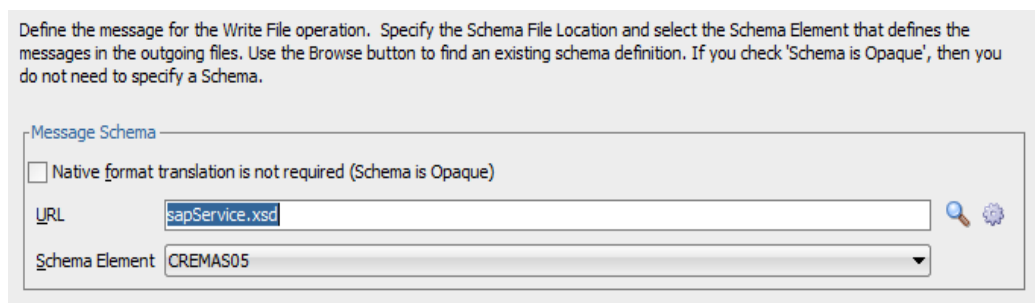 Define the message for the Write File operation.  Specify the Schema File Location and select the Schema Element that defines the
messages in the outgoing files. Use the Browse button to find an existing schema definition. If you check 'Schema is Opaque', then you
do not need to specify a Schema.
Message Schema
Native format translation is not required (Schema is Opaque)
URL sapService.xsd
Schema Element CREMAS05